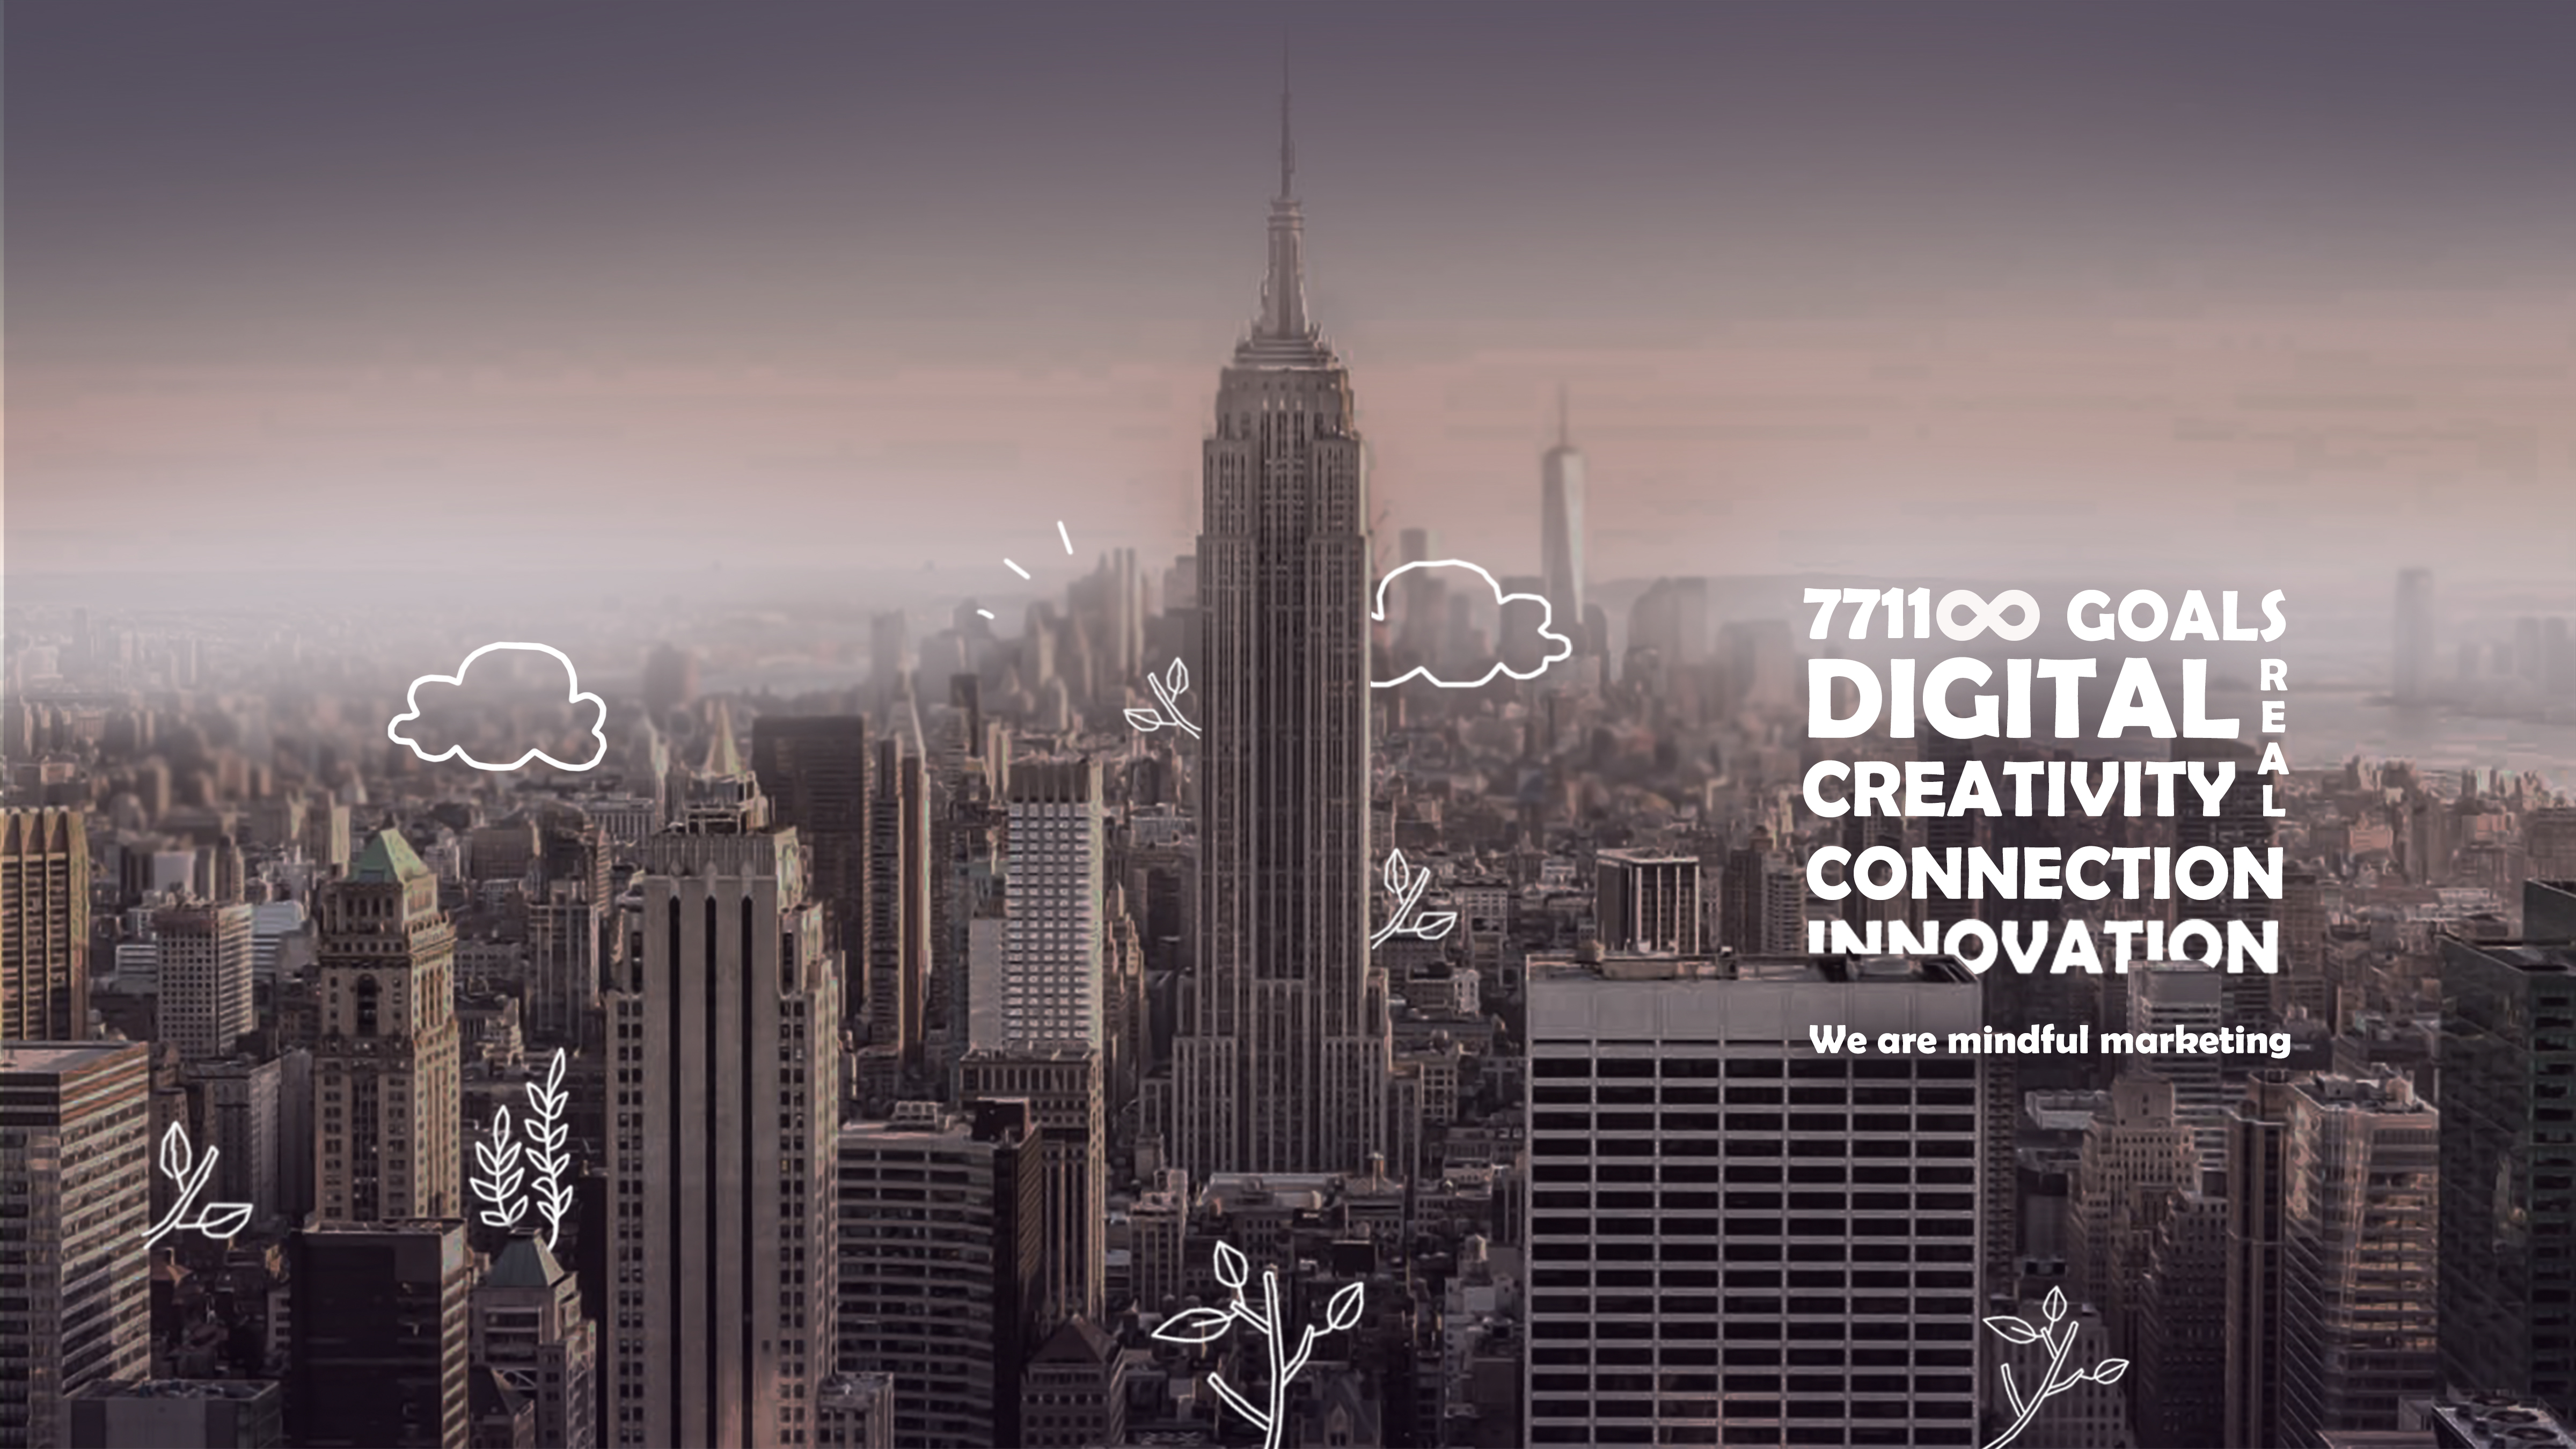 7711∞ GOALS
DIGITAL
REAL
CREATIVITY
CONNECTION
INNOVATION
We are mindful marketing